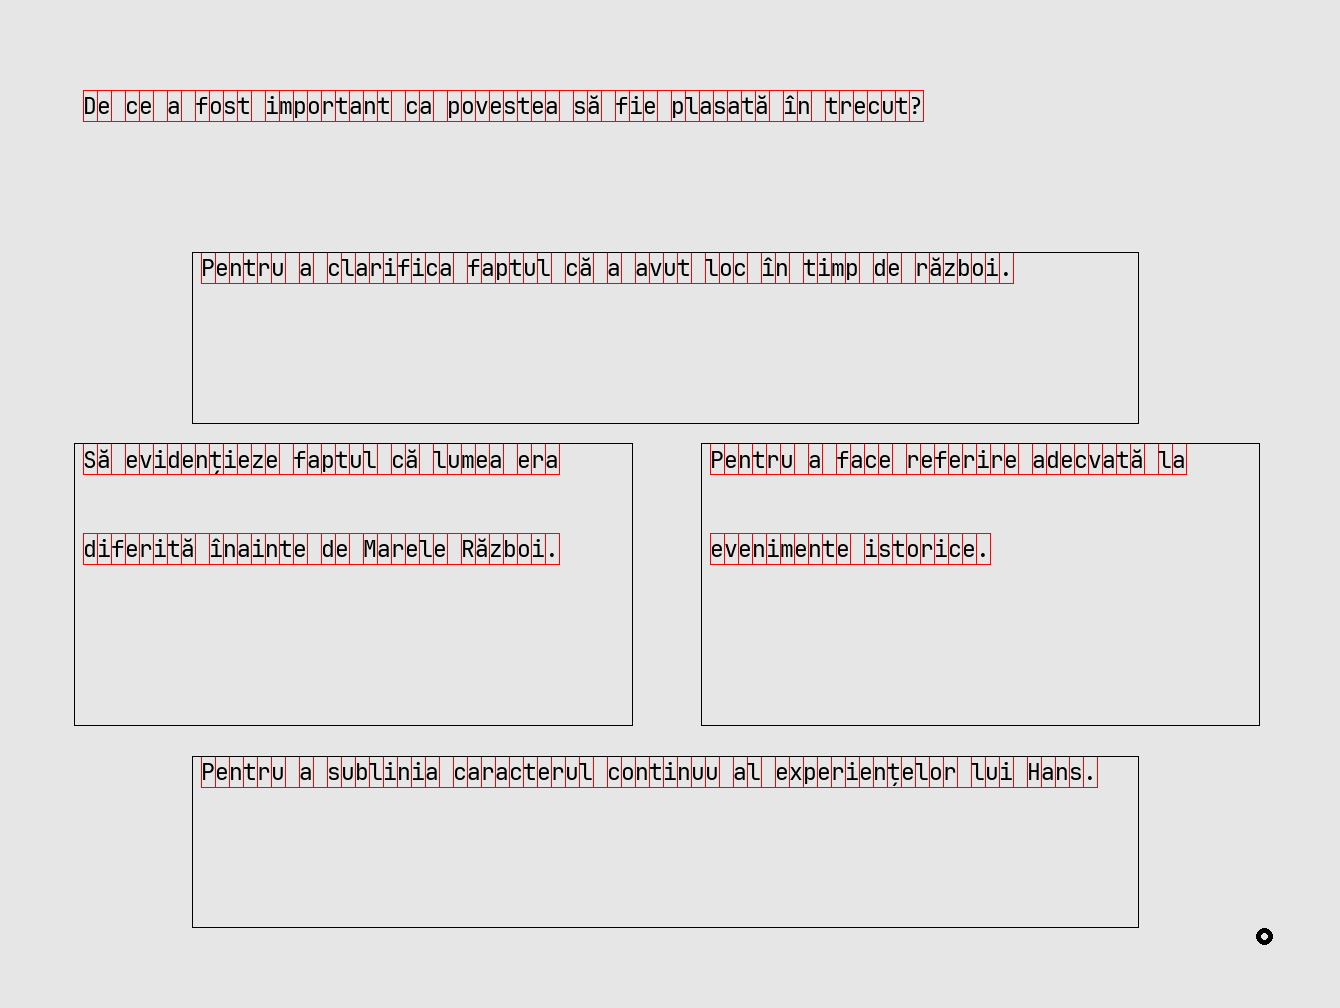 De ce a fost important ca povestea să fie plasată în trecut?
Pentru a clarifica faptul că a avut loc în timp de război.
Să evidențieze faptul că lumea era
diferită înainte de Marele Război.
Pentru a face referire adecvată la
evenimente istorice.
Pentru a sublinia caracterul continuu al experiențelor lui Hans.